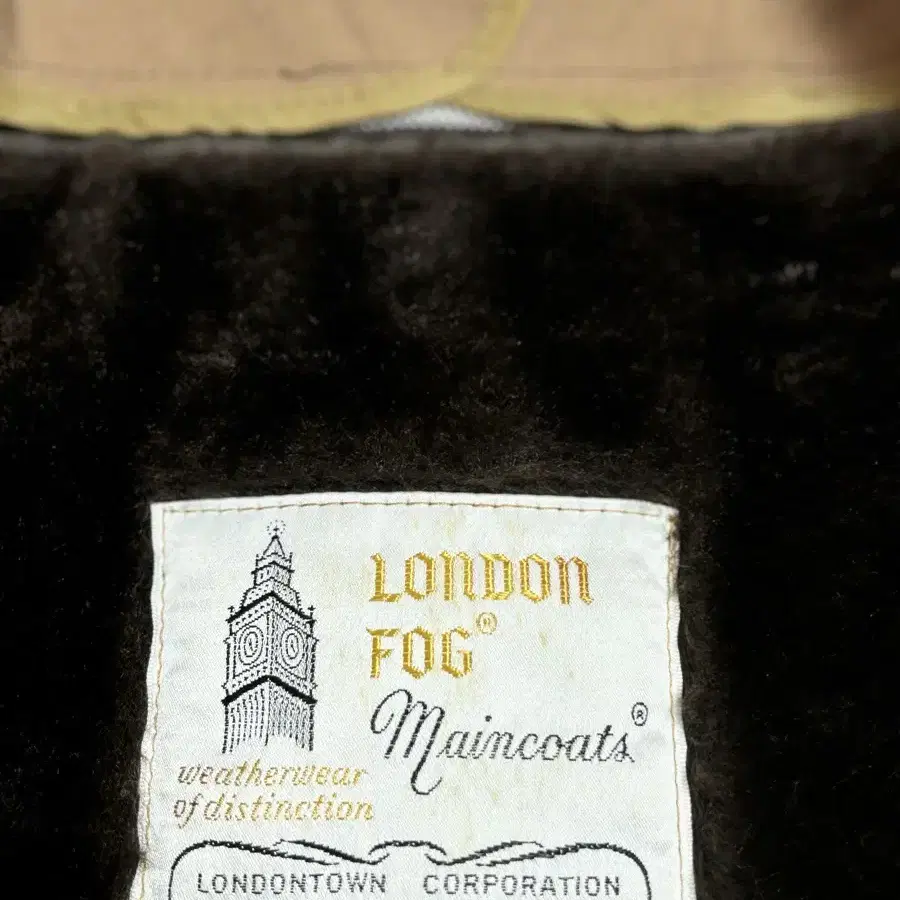 LONDON
FOG®
Maincoats®
weatherwear
of distinction
LONDONTOWN CORPORATION